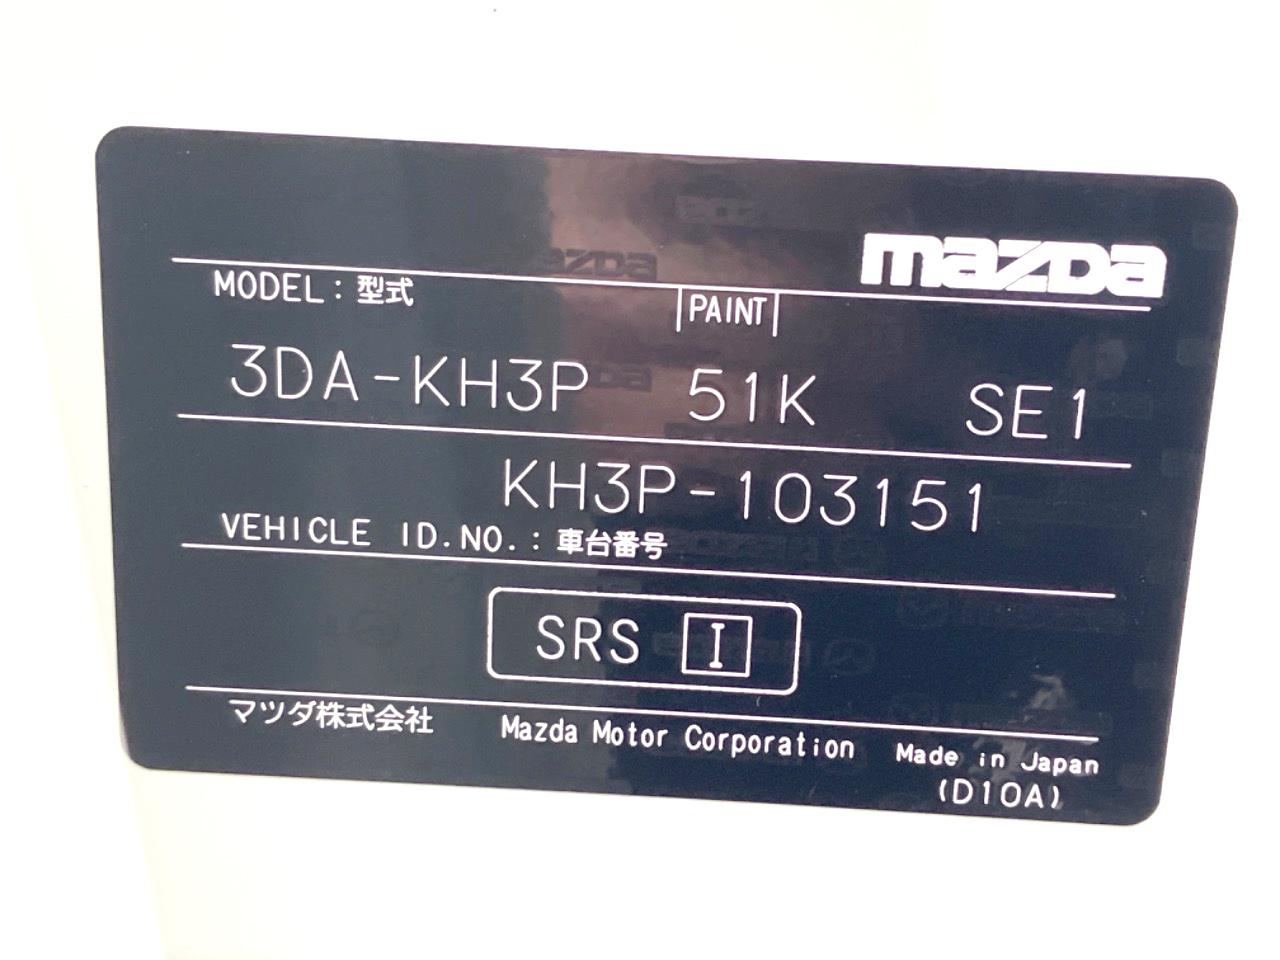 mazda
MODEL：型式 PAINT
3DA-KH3P 51K SE1
KH3P-103151
VEHICLE ID.NO.：車台番号
SRS I
マツダ株式会社 Mazda Motor Corporation Made in Japan
(D10A)